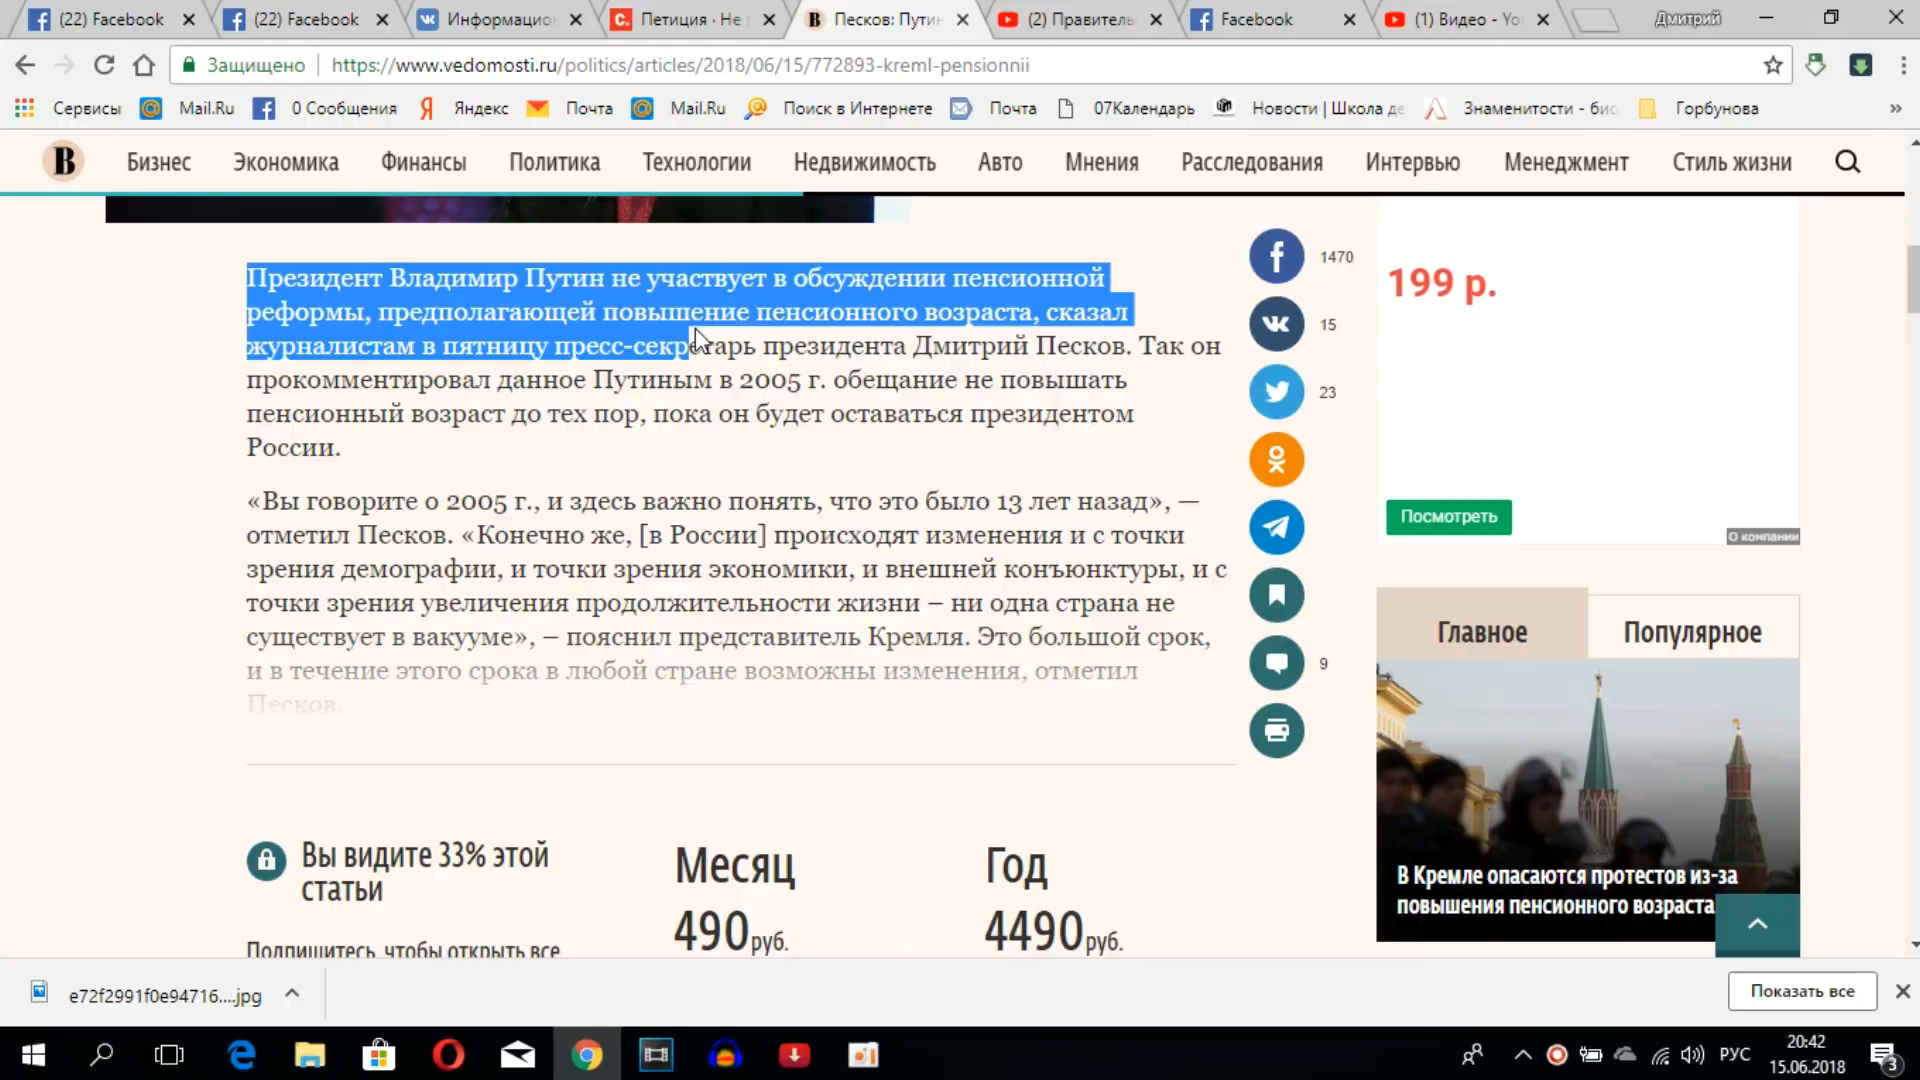 (22) Facebook
(22) Facebook
Информацио
Петиция · Не
Песков: Пути
(2) Правитель
Facebook
(1) Видео - Yo
Дмитрий
Защищено
https://www.vedomosti.ru/politics/articles/2018/06/15/772893-kreml-pensionnii
Сервисы
Mail.Ru
0 Сообщения
Яндекс
Почта
Mail.Ru
Поиск в Интернете
Почта
07Календарь
Новости | Школа де
Знаменитости - би
Горбунова
В
Бизнес
Экономика
Финансы
Политика
Технологии
Недвижимость
Авто
Мнения
Расследования
Интервью
Менеджмент
Стиль жизни
Президент Владимир Путин не участвует в обсуждении пенсионной
реформы, предполагающей повышение пенсионного возраста, сказал
журналистам в пятницу пресс-секретарь президента Дмитрий Песков. Так он
прокомментировал данное Путиным в 2005 г. обещание не повышать
пенсионный возраст до тех пор, пока он будет оставаться президентом
России.
«Вы говорите о 2005 г., и здесь важно понять, что это было 13 лет назад», —
отметил Песков. «Конечно же, [в России] происходят изменения и с точки
зрения демографии, и точки зрения экономики, и внешней конъюнктуры, и с
точки зрения увеличения продолжительности жизни – ни одна страна не
существует в вакууме», – пояснил представитель Кремля. Это большой срок,
и в течение этого срока в любой стране возможны изменения, отметил
Песков.
1470
15
23
9
199 р.
Посмотреть
О компании
Главное
Популярное
В Кремле опасаются протестов из-за
повышения пенсионного возраста
Вы видите 33% этой
статьи
Подпишитесь, чтобы открыть все
Месяц
490 руб.
Год
4490 руб.
e72f2991f0e94716....jpg
Показать все
РУС
20:42
15.06.2018
3